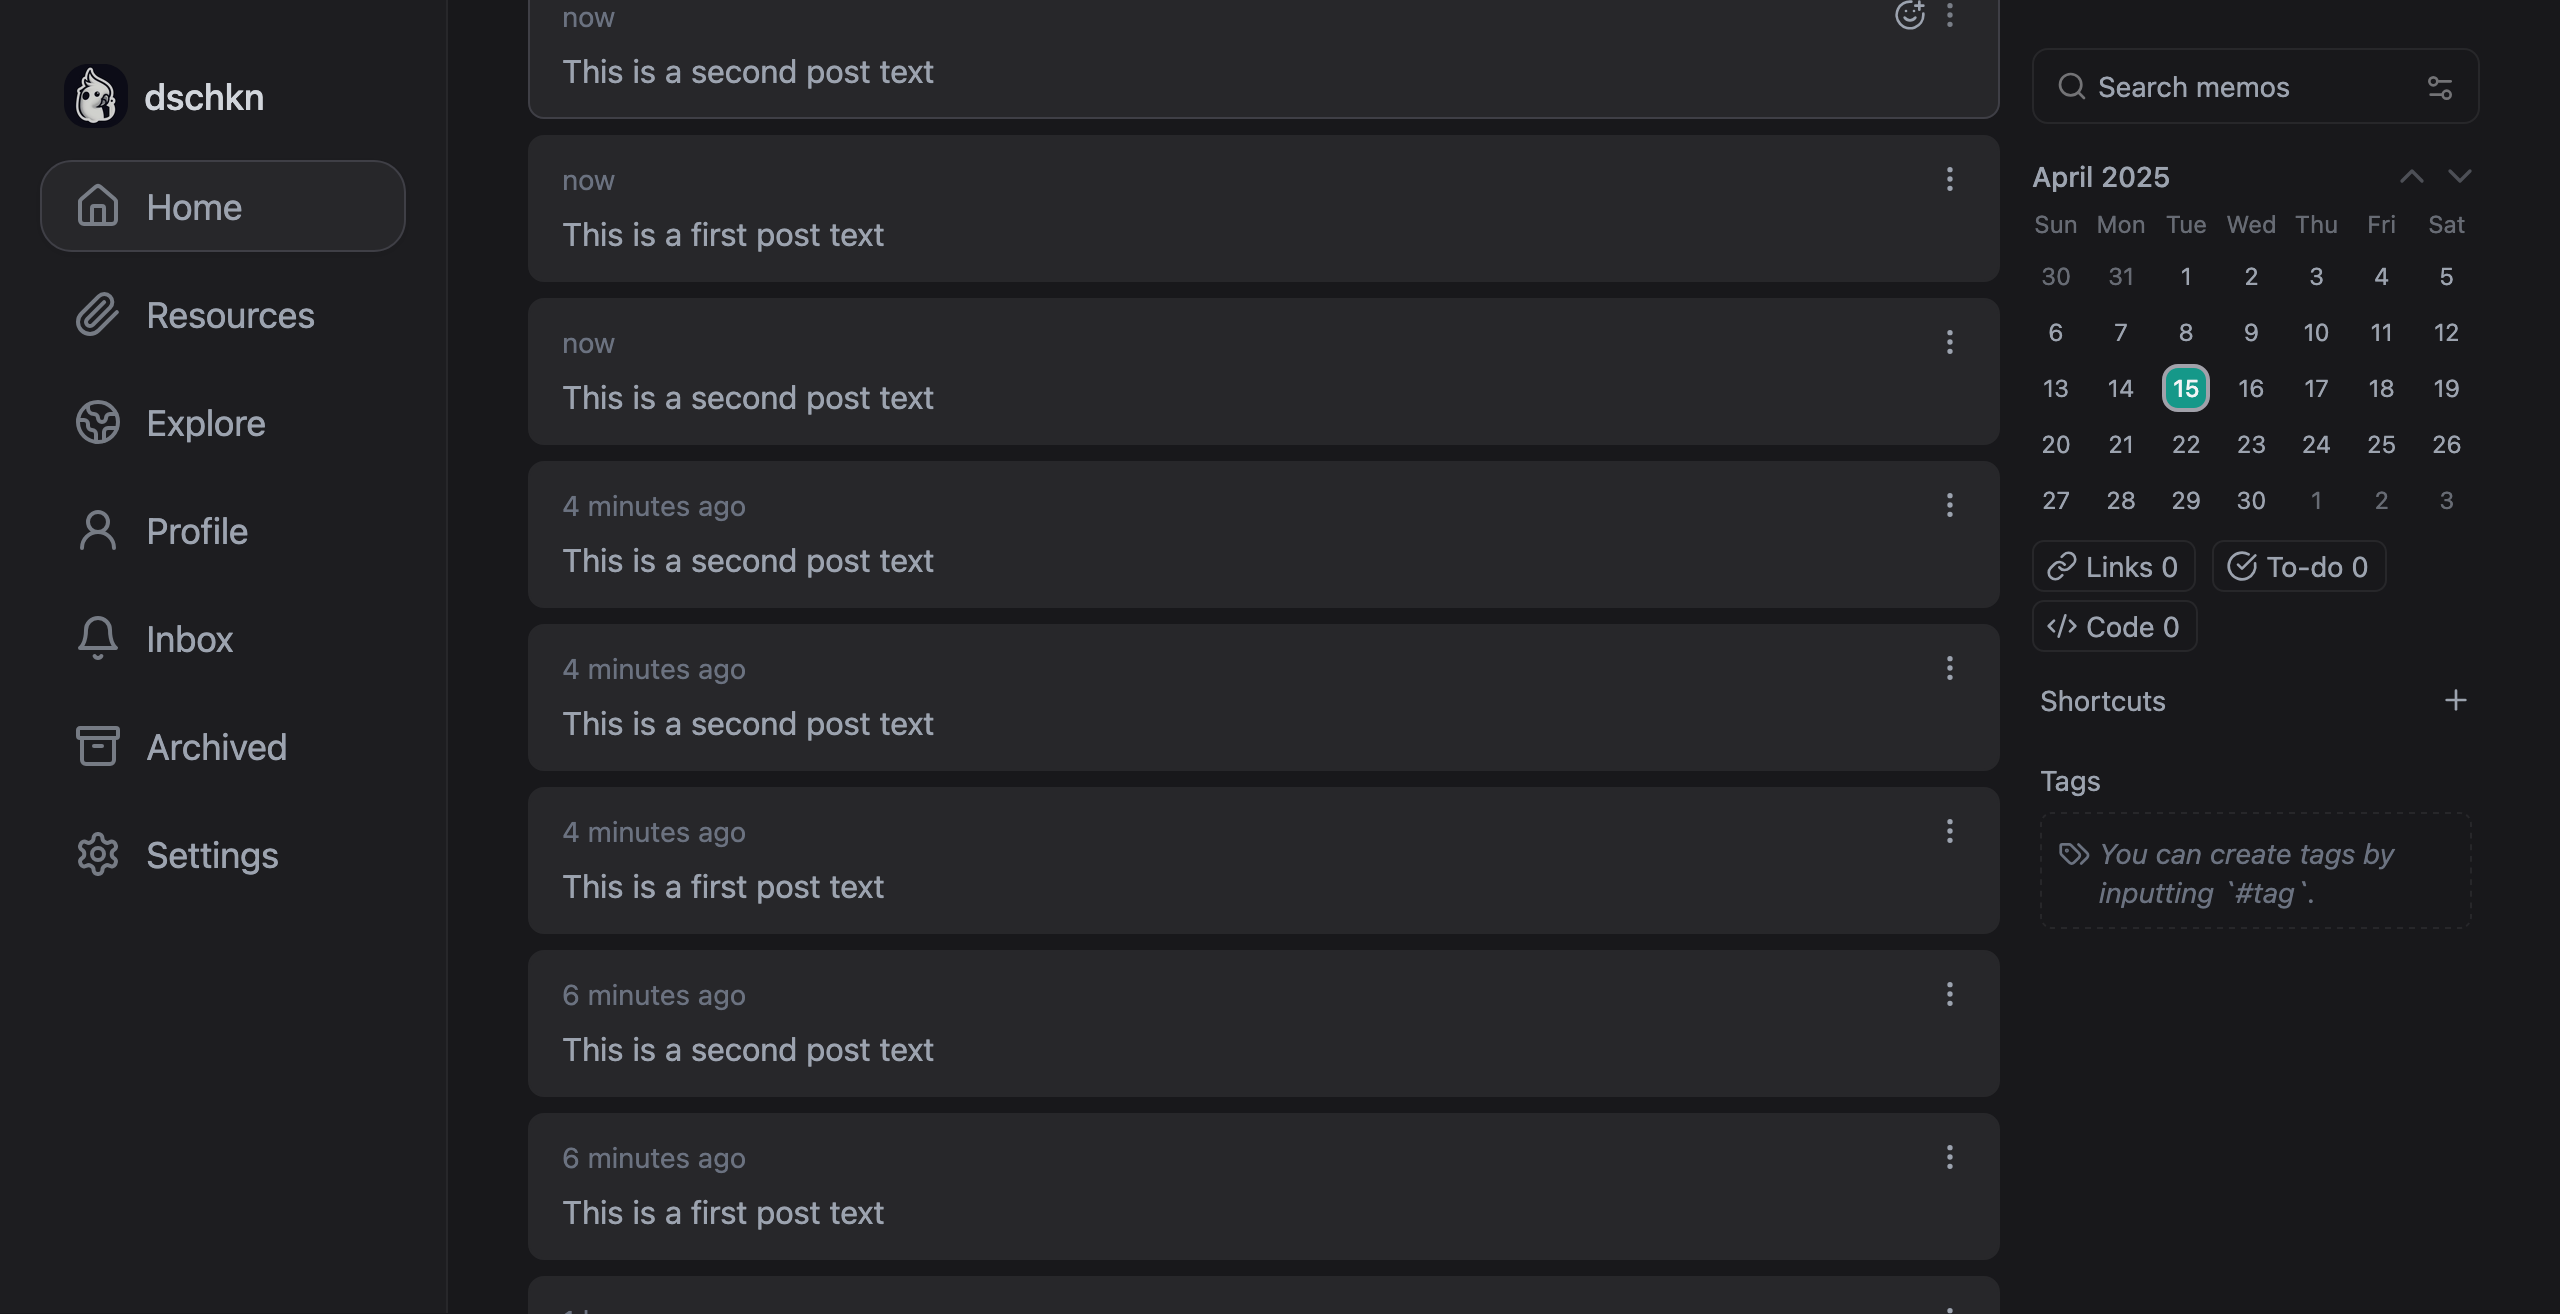 dschkn
Home
Resources
Explore
Profile
Inbox
Archived
Settings
now
This is a second post text
now
This is a first post text
now
This is a second post text
4 minutes ago
This is a second post text
4 minutes ago
This is a second post text
4 minutes ago
This is a first post text
6 minutes ago
This is a second post text
6 minutes ago
This is a first post text
Search memos
April 2025
Sun Mon Tue Wed Thu Fri Sat
30 31 1 2 3 4 5
6 7 8 9 10 11 12
13 14 15 16 17 18 19
20 21 22 23 24 25 26
27 28 29 30 1 2 3
Links 0 To-do 0
Code 0
Shortcuts
Tags
You can create tags by
inputting `#tag`.